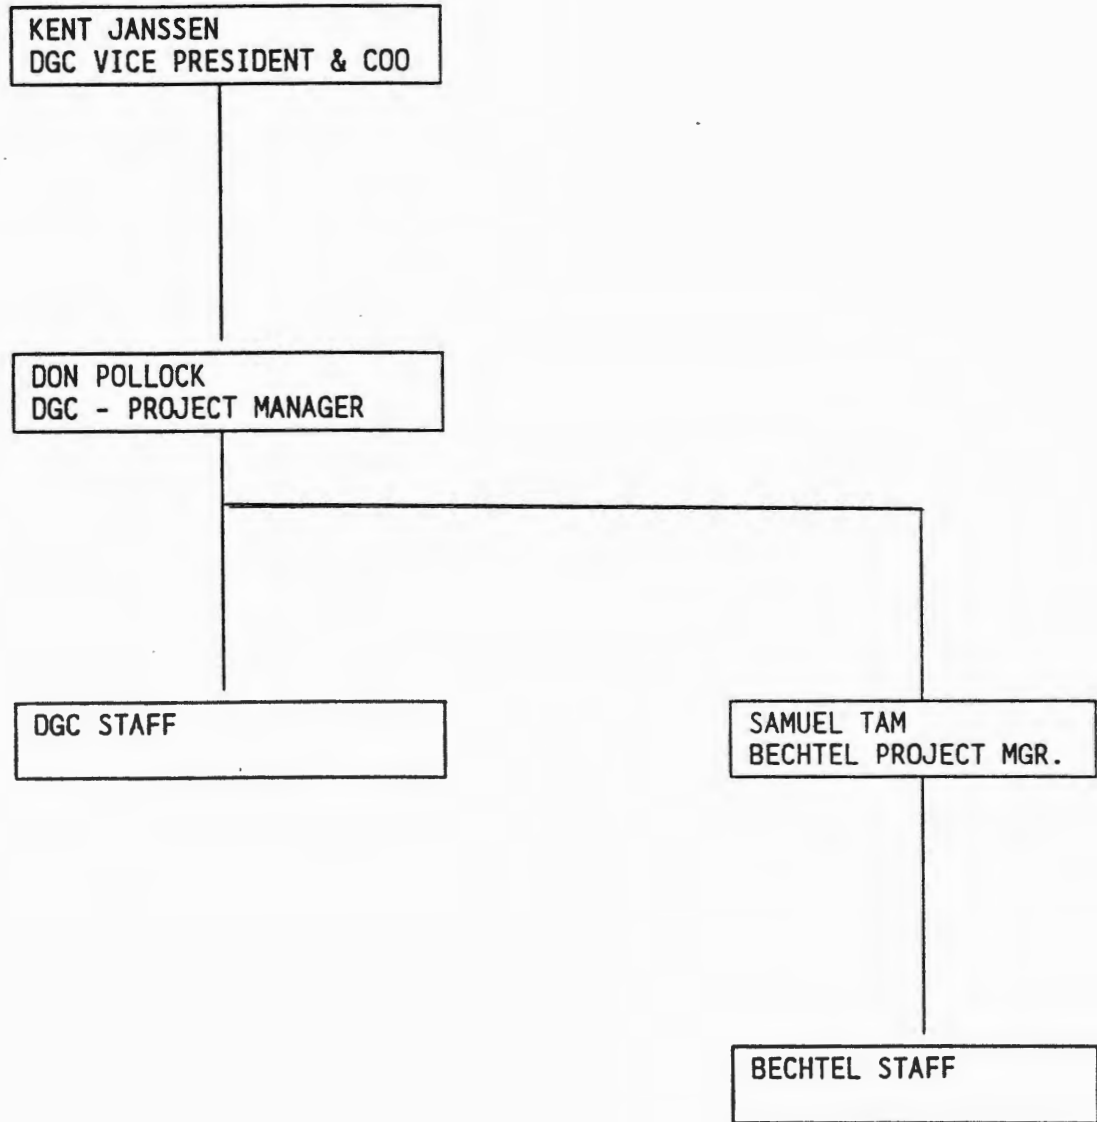 KENT JANSSEN
DGC VICE PRESIDENT & COO
DON POLLOCK
DGC - PROJECT MANAGER
DGC STAFF
SAMUEL TAM
BECHTEL PROJECT MGR.
BECHTEL STAFF